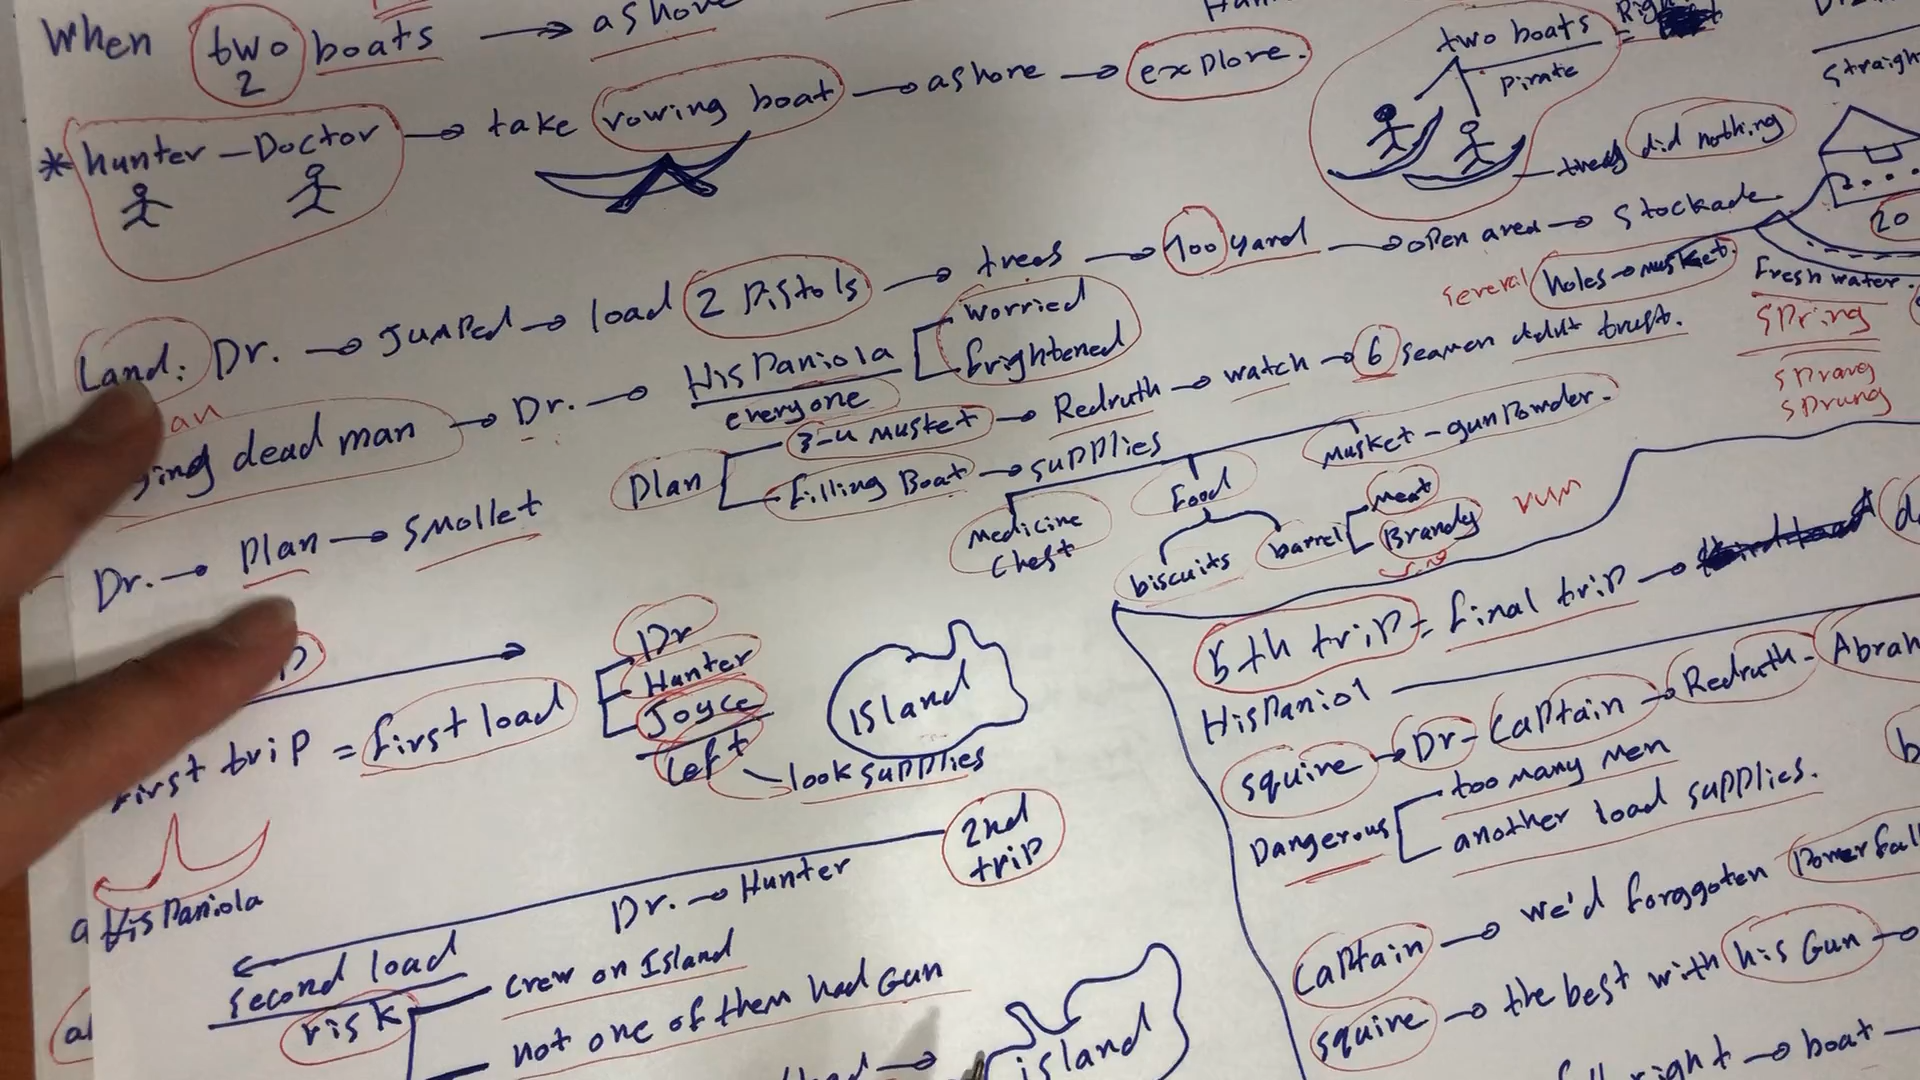 When two boats → ashore
2
two boats
Pirate
* hunter - Doctor → take rowing boat → ashore → explore.
did nothing
Land: Dr. → Jumped → load 2 Pistols → trees → 100 yard → open area → stockade
20
several holes → musket.
Fresh water.
SPring
SPrang
SPrung
dead man → Dr. → HisPaniola
everyone
worried
frightened
Plan
3-4 musket → Redruth → watch → 6 seamen didnt trust.
filling Boat → supplies
Medicine Chest
Food
biscuits
barrel
Meat
Brandy
rum
Musket - gunPowder.
Dr. → Plan → Smollet
first trip = first load
Dr
Hunter
Joyce
Left
look supplies
Island
HisPaniola
2nd trip
Dr. → Hunter
second load
risk
crew on Island
not one of them had Gun
island
5th trip = final trip →
HisPaniol
squire → Dr - Captain → Redruth -
Dangerous
too many men
another load supplies.
Captain → we'd forggoten
squire → the best with his Gun →
right → boat